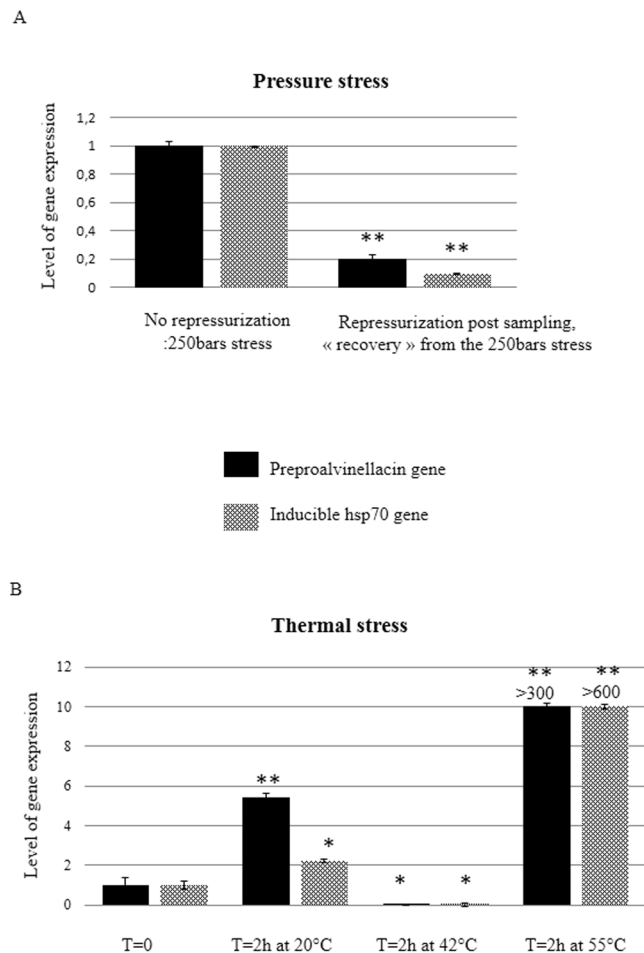 A
Pressure stress
Level of gene expression
1,2
1
0,8
0,6
0,4
0,2
0
**
**
No repressurization
:250bars stress
Repressurization post sampling,
« recovery » from the 250bars stress
Preproalvinellacin gene
Inducible hsp70 gene
B
Thermal stress
Level of gene expression
12
10
8
6
4
2
0
**
*
*
*
** **
>300 >600
T=0 T=2h at 20°C T=2h at 42°C T=2h at 55°C